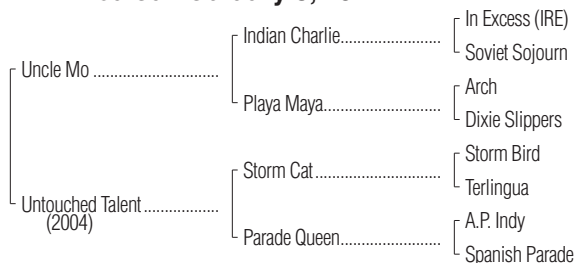 In Excess (IRE)
Indian Charlie
Soviet Sojourn
Uncle Mo
Arch
Playa Maya
Dixie Slippers
Storm Bird
Storm Cat
Terlingua
Untouched Talent
(2004)
A.P. Indy
Parade Queen
Spanish Parade